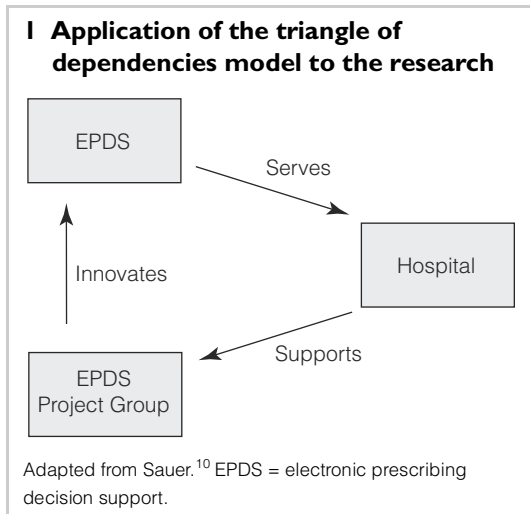 1 Application of the triangle of
dependencies model to the research
EPDS
Serves
Hospital
Innovates
Supports
EPDS
Project Group
Adapted from Sauer.10 EPDS = electronic prescribing
decision support.